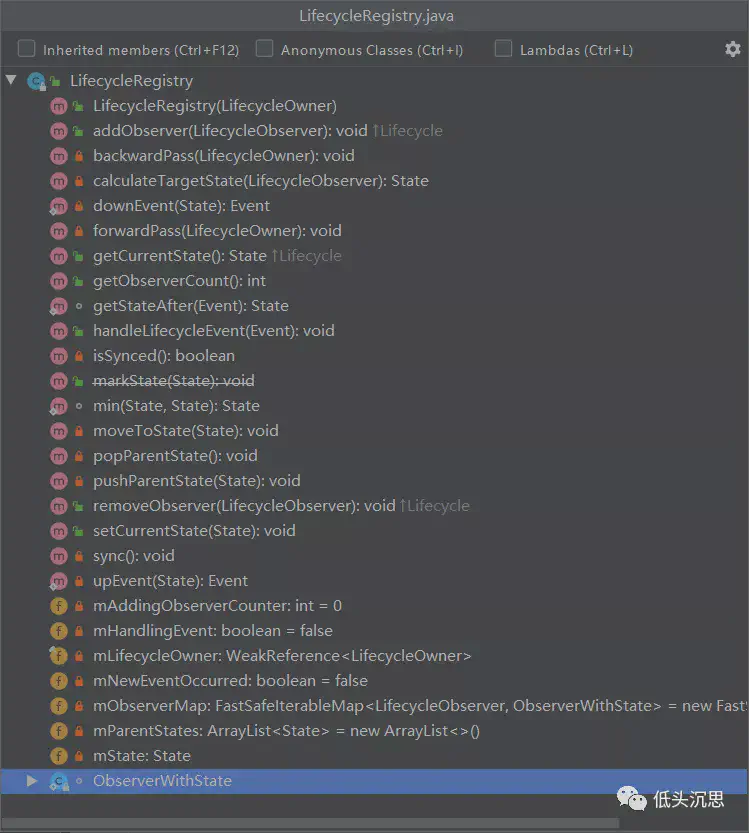 LifecycleRegistry.java
Inherited members (Ctrl+F12) Anonymous Classes (Ctrl+I) Lambdas (Ctrl+L)
LifecycleRegistry
LifecycleRegistry(LifecycleOwner)
addObserver(LifecycleObserver): void ↑Lifecycle
backwardPass(LifecycleOwner): void
calculateTargetState(LifecycleObserver): State
downEvent(State): Event
forwardPass(LifecycleOwner): void
getCurrentState(): State ↑Lifecycle
getObserverCount(): int
getStateAfter(Event): State
handleLifecycleEvent(Event): void
isSynced(): boolean
markState(State): void
min(State, State): State
moveToState(State): void
popParentState(): void
pushParentState(State): void
removeObserver(LifecycleObserver): void ↑Lifecycle
setCurrentState(State): void
sync(): void
upEvent(State): Event
mAddingObserverCounter: int = 0
mHandlingEvent: boolean = false
mLifecycleOwner: WeakReference<LifecycleOwner>
mNewEventOccurred: boolean = false
mObserverMap: FastSafeIterableMap<LifecycleObserver, ObserverWithState> = new FastS
mParentStates: ArrayList<State> = new ArrayList<>()
mState: State
ObserverWithState
低头沉思